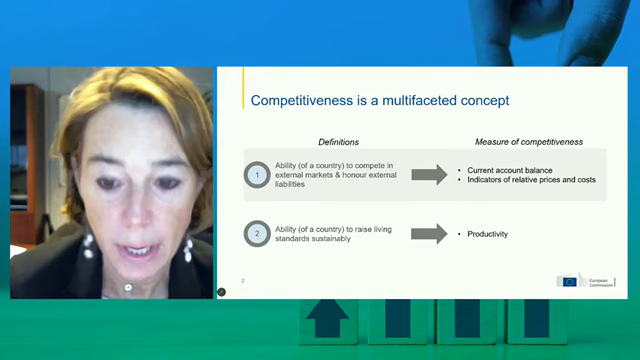 Competitiveness is a multifaceted concept
Definitions
Measure of competitiveness
1
Ability (of a country) to compete in
external markets & honour external
liabilities
• Current account balance
• Indicators of relative prices and costs
2
Ability (of a country) to raise living
standards sustainably
• Productivity
2
European
Commission